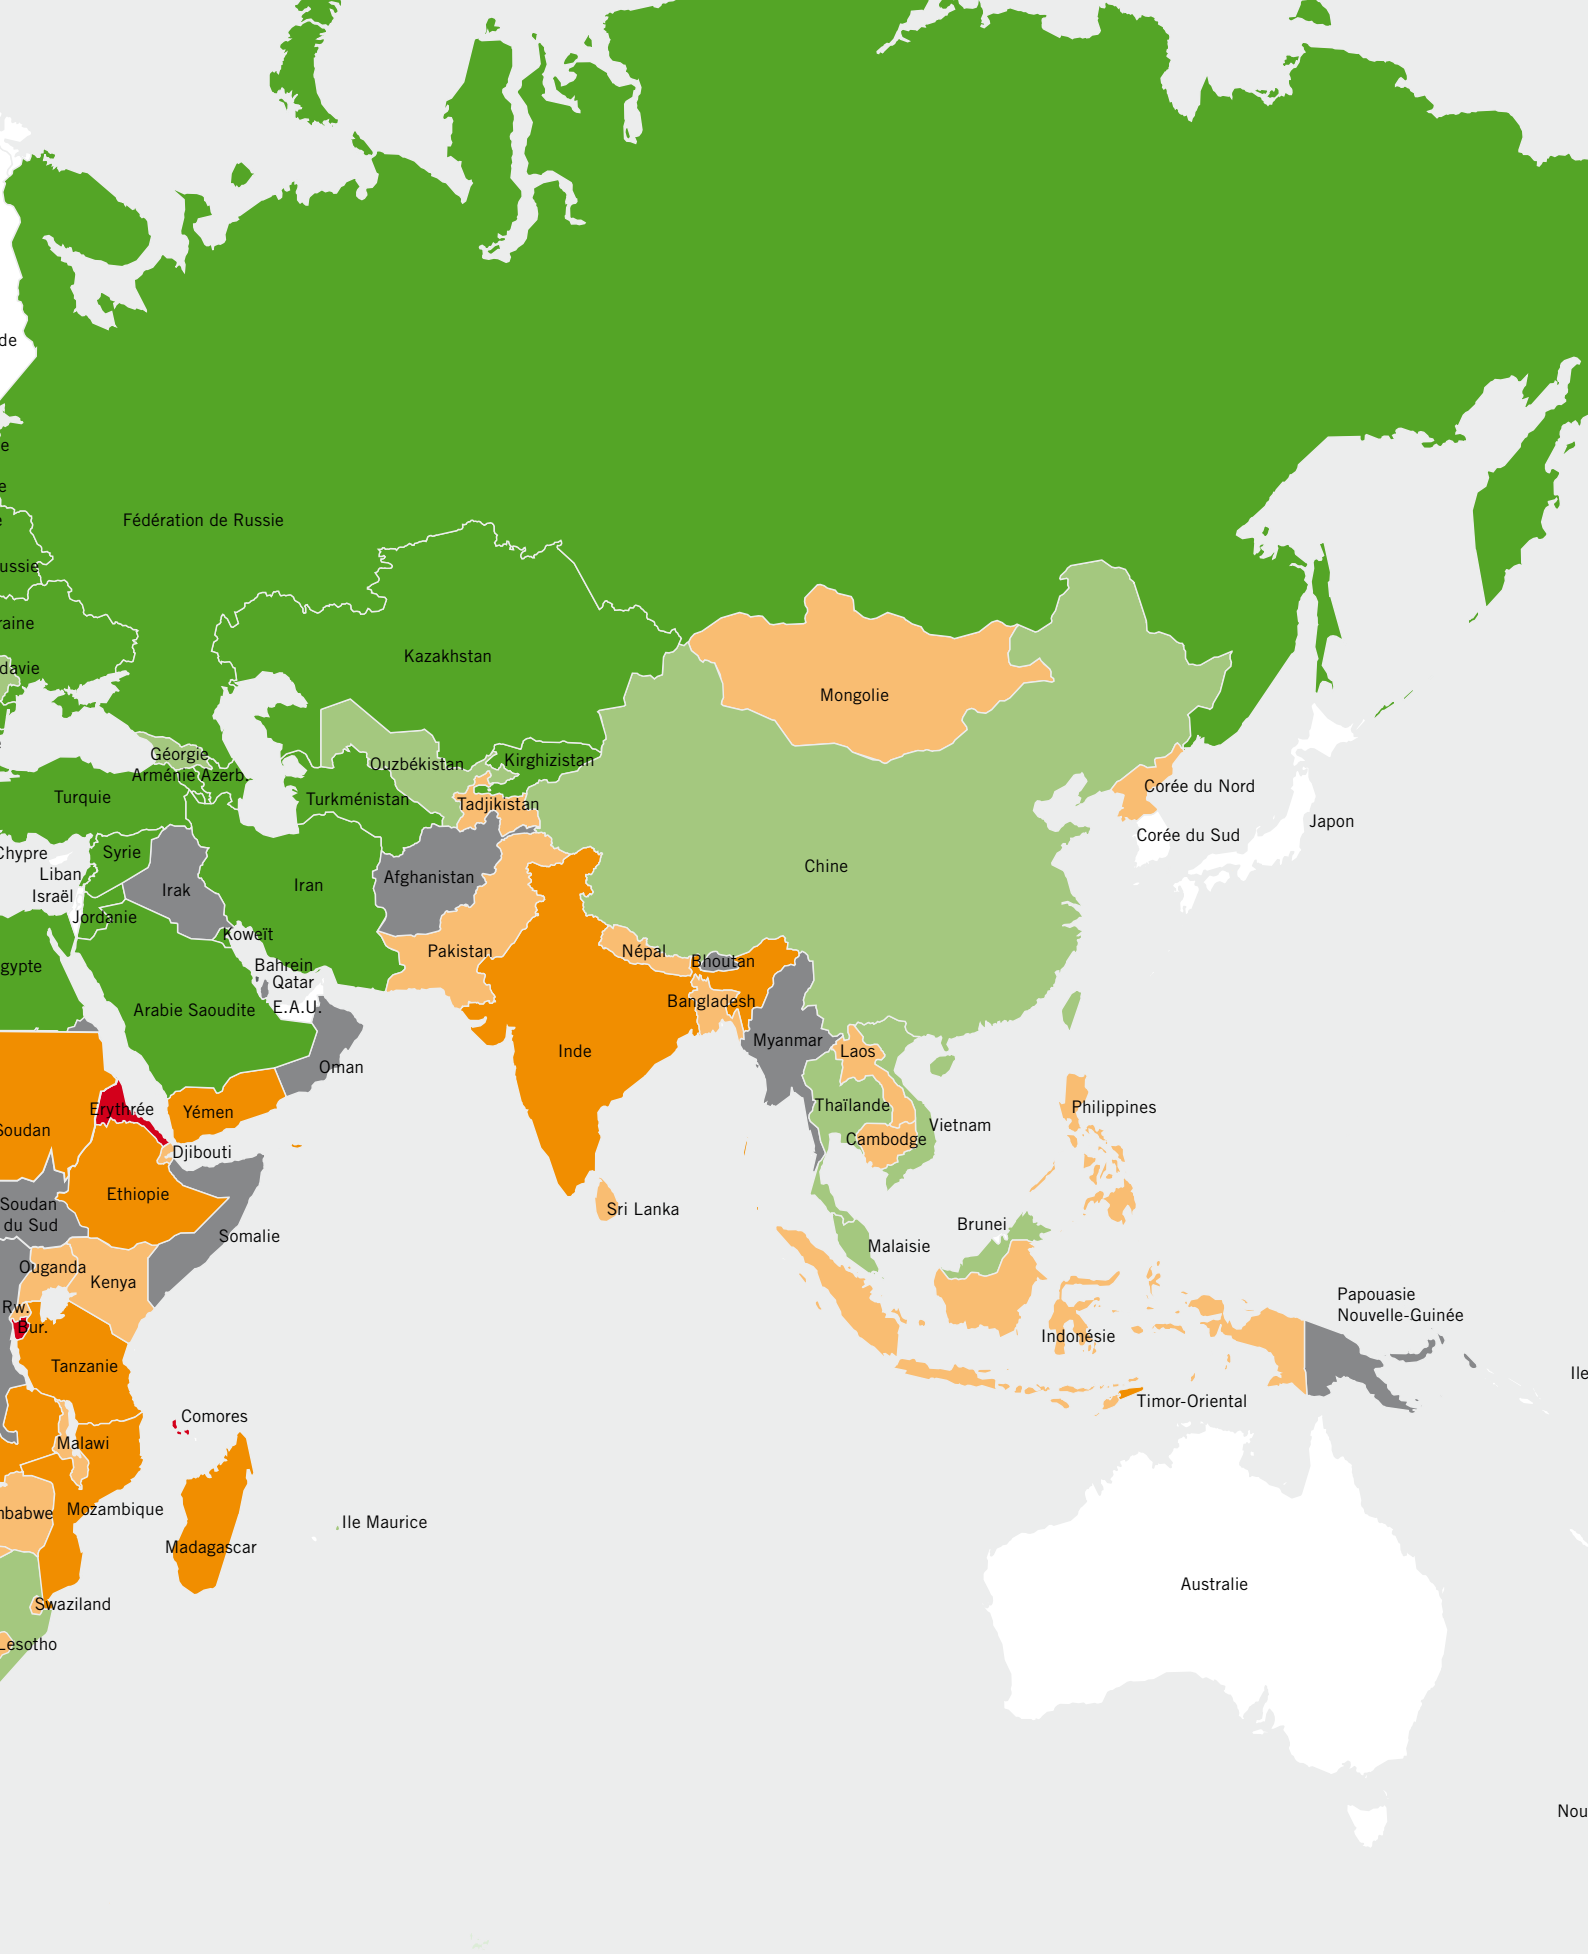 de
e
e
Fédération de Russie
ussie
raine
Kazakhstan
davie
Mongolie
Géorgie
Ouzbékistan
Kirghizistan
Arménie Azerb.
Corée du Nord
Turquie
Turkménistan
Tadjikistan
Japon
Corée du Sud
Chypre
Syrie
Chine
Liban
Afghanistan
Iran
Irak
Israël
Jordanie
Koweït
Pakistan
Népal
Bhoutan
gypte
Bahrein
Qatar
Bangladesh
E.A.U.
Arabie Saoudite
Myanmar
Inde
Laos
Oman
Thaïlande
Philippines
Erythrée
Yémen
Vietnam
Soudan
Cambodge
Djibouti
Ethiopie
Soudan
du Sud
Sri Lanka
Brunei
Somalie
Malaisie
Ouganda
Kenya
Papouasie
Nouvelle-Guinée
Rw.
Bur.
Indonésie
Tanzanie
Ile
Timor-Oriental
Comores
Malawi
Mozambique
mbabwe
Ile Maurice
Madagascar
Australie
Swaziland
Lesotho
Nou